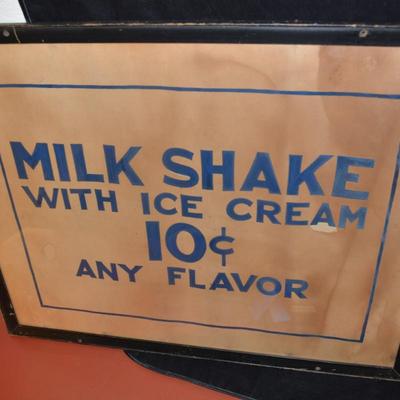 MILK SHAKE
WITH ICE CREAM
10¢
ANY FLAVOR